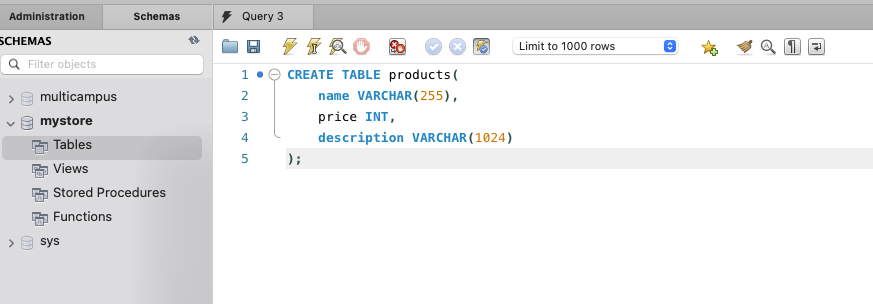 Administration
Schemas
Query 3
SCHEMAS
Filter objects
Limit to 1000 rows
multicampus
mystore
Tables
Views
Stored Procedures
Functions
sys
1 CREATE TABLE products(
2 name VARCHAR(255),
3 price INT,
4 description VARCHAR(1024)
5 );